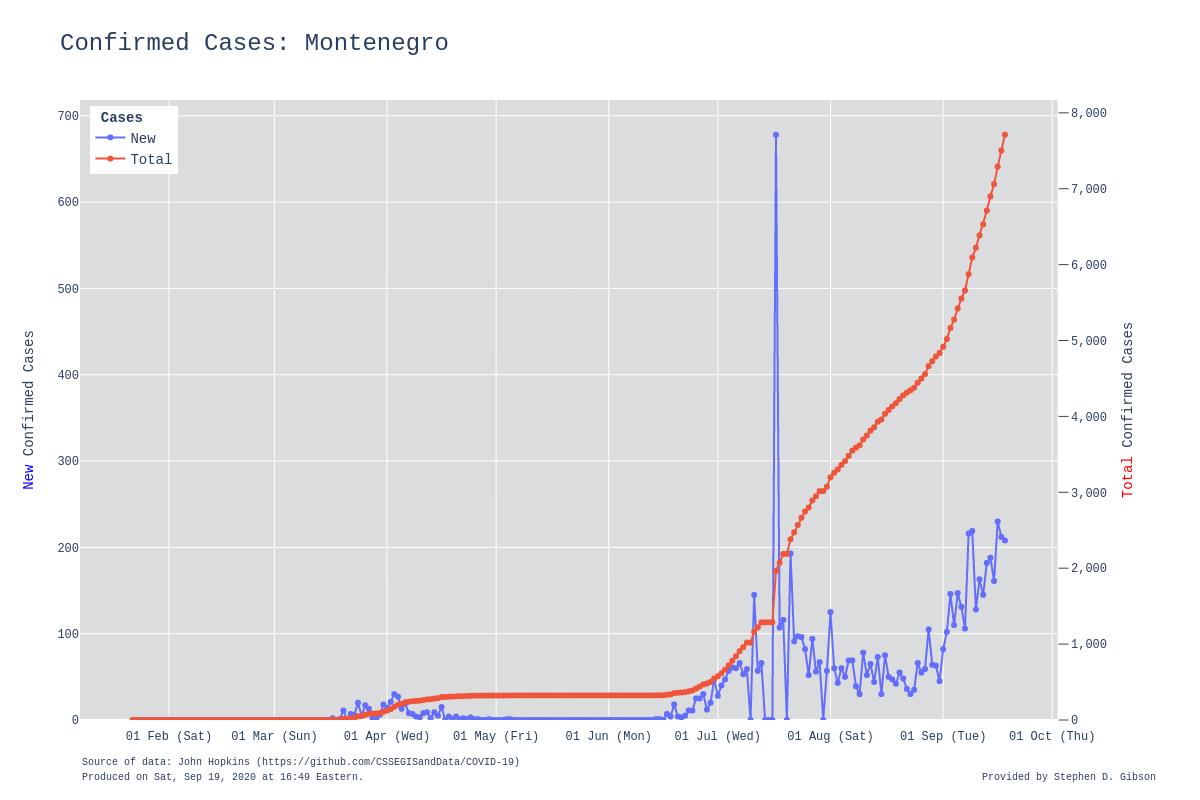 Confirmed Cases: Montenegro
Cases
New
Total
700
600
500
400
300
200
100
0
8,000
7,000
6,000
5,000
4,000
3,000
2,000
1,000
0
New Confirmed Cases
Total Confirmed Cases
01 Feb (Sat) 01 Mar (Sun) 01 Apr (Wed) 01 May (Fri) 01 Jun (Mon) 01 Jul (Wed) 01 Aug (Sat) 01 Sep (Tue) 01 Oct (Thu)
Source of data: John Hopkins (https://github.com/CSSEGISandData/COVID-19)
Produced on Sat, Sep 19, 2020 at 16:49 Eastern.
Provided by Stephen D. Gibson